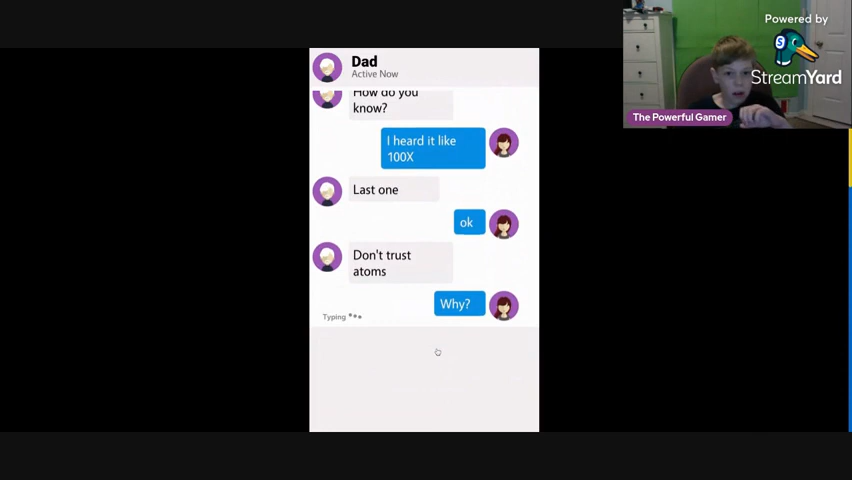 Dad
Active Now
How do you
know?
I heard it like
100X
Last one
ok
Don't trust
atoms
Why?
Typing
Powered by
StreamYard
The Powerful Gamer